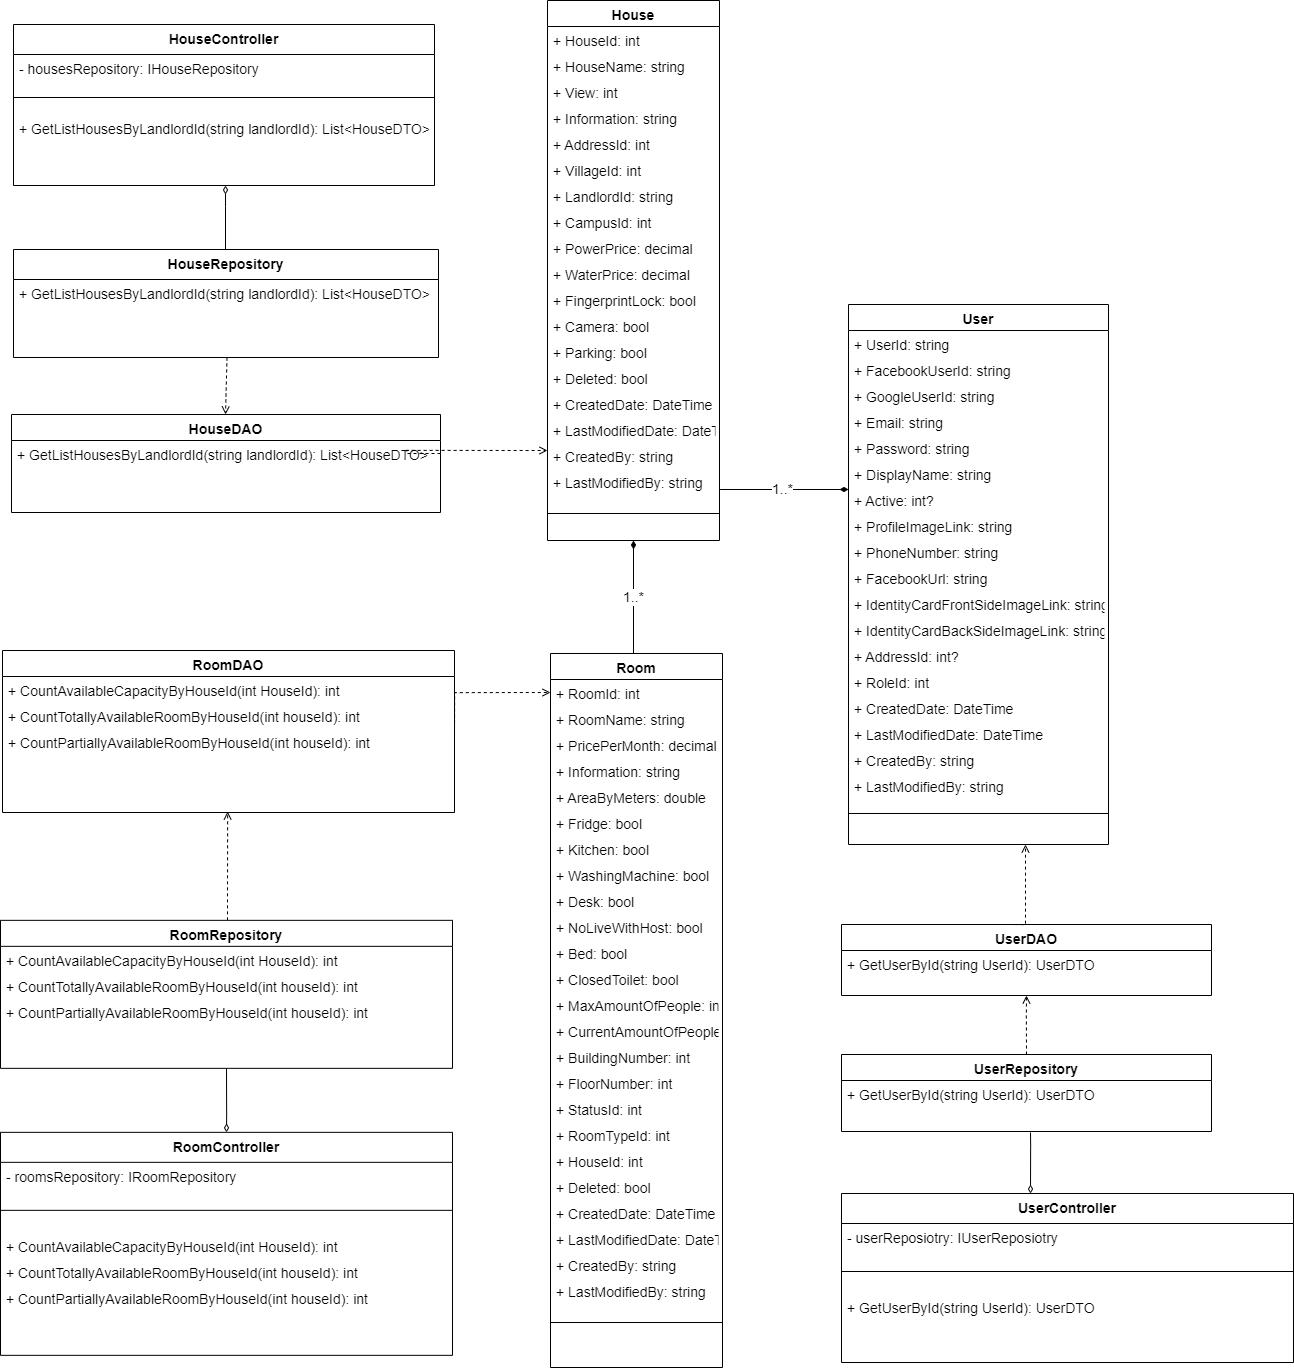 HouseController
- housesRepository: IHouseRepository
+ GetListHousesByLandlordId(string landlordId): List<HouseDTO>
HouseRepository
+ GetListHousesByLandlordId(string landlordId): List<HouseDTO>
HouseDAO
+ GetListHousesByLandlordId(string landlordId): List<HouseDTO>
House
+ HouseId: int
+ HouseName: string
+ View: int
+ Information: string
+ AddressId: int
+ VillageId: int
+ LandlordId: string
+ CampusId: int
+ PowerPrice: decimal
+ WaterPrice: decimal
+ FingerprintLock: bool
+ Camera: bool
+ Parking: bool
+ Deleted: bool
+ CreatedDate: DateTime
+ LastModifiedDate: DateT
+ CreatedBy: string
+ LastModifiedBy: string
1..*
1..*
User
+ UserId: string
+ FacebookUserId: string
+ GoogleUserId: string
+ Email: string
+ Password: string
+ DisplayName: string
+ Active: int?
+ ProfileImageLink: string
+ PhoneNumber: string
+ FacebookUrl: string
+ IdentityCardFrontSideImageLink: string
+ IdentityCardBackSideImageLink: string
+ AddressId: int?
+ RoleId: int
+ CreatedDate: DateTime
+ LastModifiedDate: DateTime
+ CreatedBy: string
+ LastModifiedBy: string
RoomDAO
+ CountAvailableCapacityByHouseId(int HouseId): int
+ CountTotallyAvailableRoomByHouseId(int houseId): int
+ CountPartiallyAvailableRoomByHouseId(int houseId): int
RoomRepository
+ CountAvailableCapacityByHouseId(int HouseId): int
+ CountTotallyAvailableRoomByHouseId(int houseId): int
+ CountPartiallyAvailableRoomByHouseId(int houseId): int
RoomController
- roomsRepository: IRoomRepository
+ CountAvailableCapacityByHouseId(int HouseId): int
+ CountTotallyAvailableRoomByHouseId(int houseId): int
+ CountPartiallyAvailableRoomByHouseId(int houseId): int
Room
+ RoomId: int
+ RoomName: string
+ PricePerMonth: decimal
+ Information: string
+ AreaByMeters: double
+ Fridge: bool
+ Kitchen: bool
+ WashingMachine: bool
+ Desk: bool
+ NoLiveWithHost: bool
+ Bed: bool
+ ClosedToilet: bool
+ MaxAmountOfPeople: in
+ CurrentAmountOfPeople
+ BuildingNumber: int
+ FloorNumber: int
+ StatusId: int
+ RoomTypeId: int
+ HouseId: int
+ Deleted: bool
+ CreatedDate: DateTime
+ LastModifiedDate: DateT
+ CreatedBy: string
+ LastModifiedBy: string
UserDAO
+ GetUserById(string UserId): UserDTO
UserRepository
+ GetUserById(string UserId): UserDTO
UserController
- userReposiotry: IUserReposiotry
+ GetUserById(string UserId): UserDTO